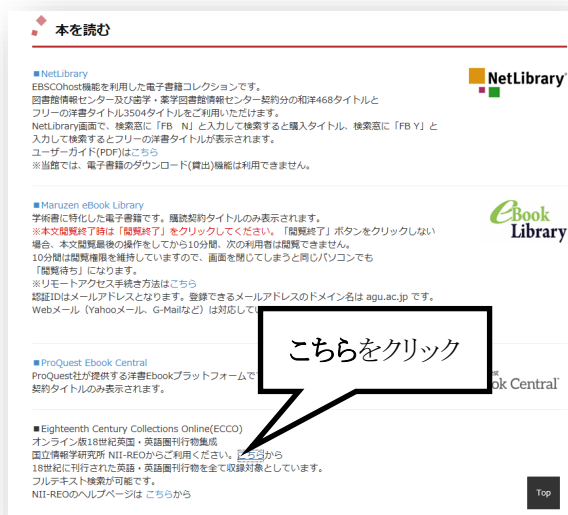 本を読む
■NetLibrary
EBSCOhost機能を利用した電子書籍コレクションです。
図書館情報センター及び歯学・薬学図書館情報センター契約分の和洋468タイトルと
フリーの洋書タイトル3504タイトルをご利用いただけます。
NetLibrary画面で、検索窓に「FB　N」と入力して検索すると購入タイトル、検索窓に「FB Y」と
入力して検索するとフリーの洋書タイトルが表示されます。
ユーザーガイド(PDF)はこちら
※当館では、電子書籍のダウンロード(貸出)機能は利用できません。
NetLibrary
■Maruzen eBook Library
学術書に特化した電子書籍です。購読契約タイトルのみ表示されます。
※本文閲覧終了時は「閲覧終了」をクリックしてください。「閲覧終了」ボタンをクリックしない
場合、本文閲覧最後の操作をしてから10分間、次の利用者は閲覧できません。
10分間は閲覧権限を維持していますので、画面を閉じてしまうと同じパソコンでも
「閲覧待ち」になります。
※リモートアクセス手続き方法はこちら
認証IDはメールアドレスとなります。登録できるメールアドレスのドメイン名は agu.ac.jp です。
Webメール（Yahooメール、G-Mailなど）は対応してい
eBook
Library
こちらをクリック
■ProQuest Ebook Central
ProQuest社が提供する洋書Ebookプラットフォームで
契約タイトルのみ表示されます。
ok Central
■Eighteenth Century Collections Online(ECCO)
オンライン版18世紀英国・英語圏刊行物集成
国立情報学研究所 NII-REOからご利用ください。こちらから
18世紀に刊行された英語・英語圏刊行物を全て収録対象としています。
フルテキスト検索が可能です。
NII-REOのヘルプページは こちらから
Top